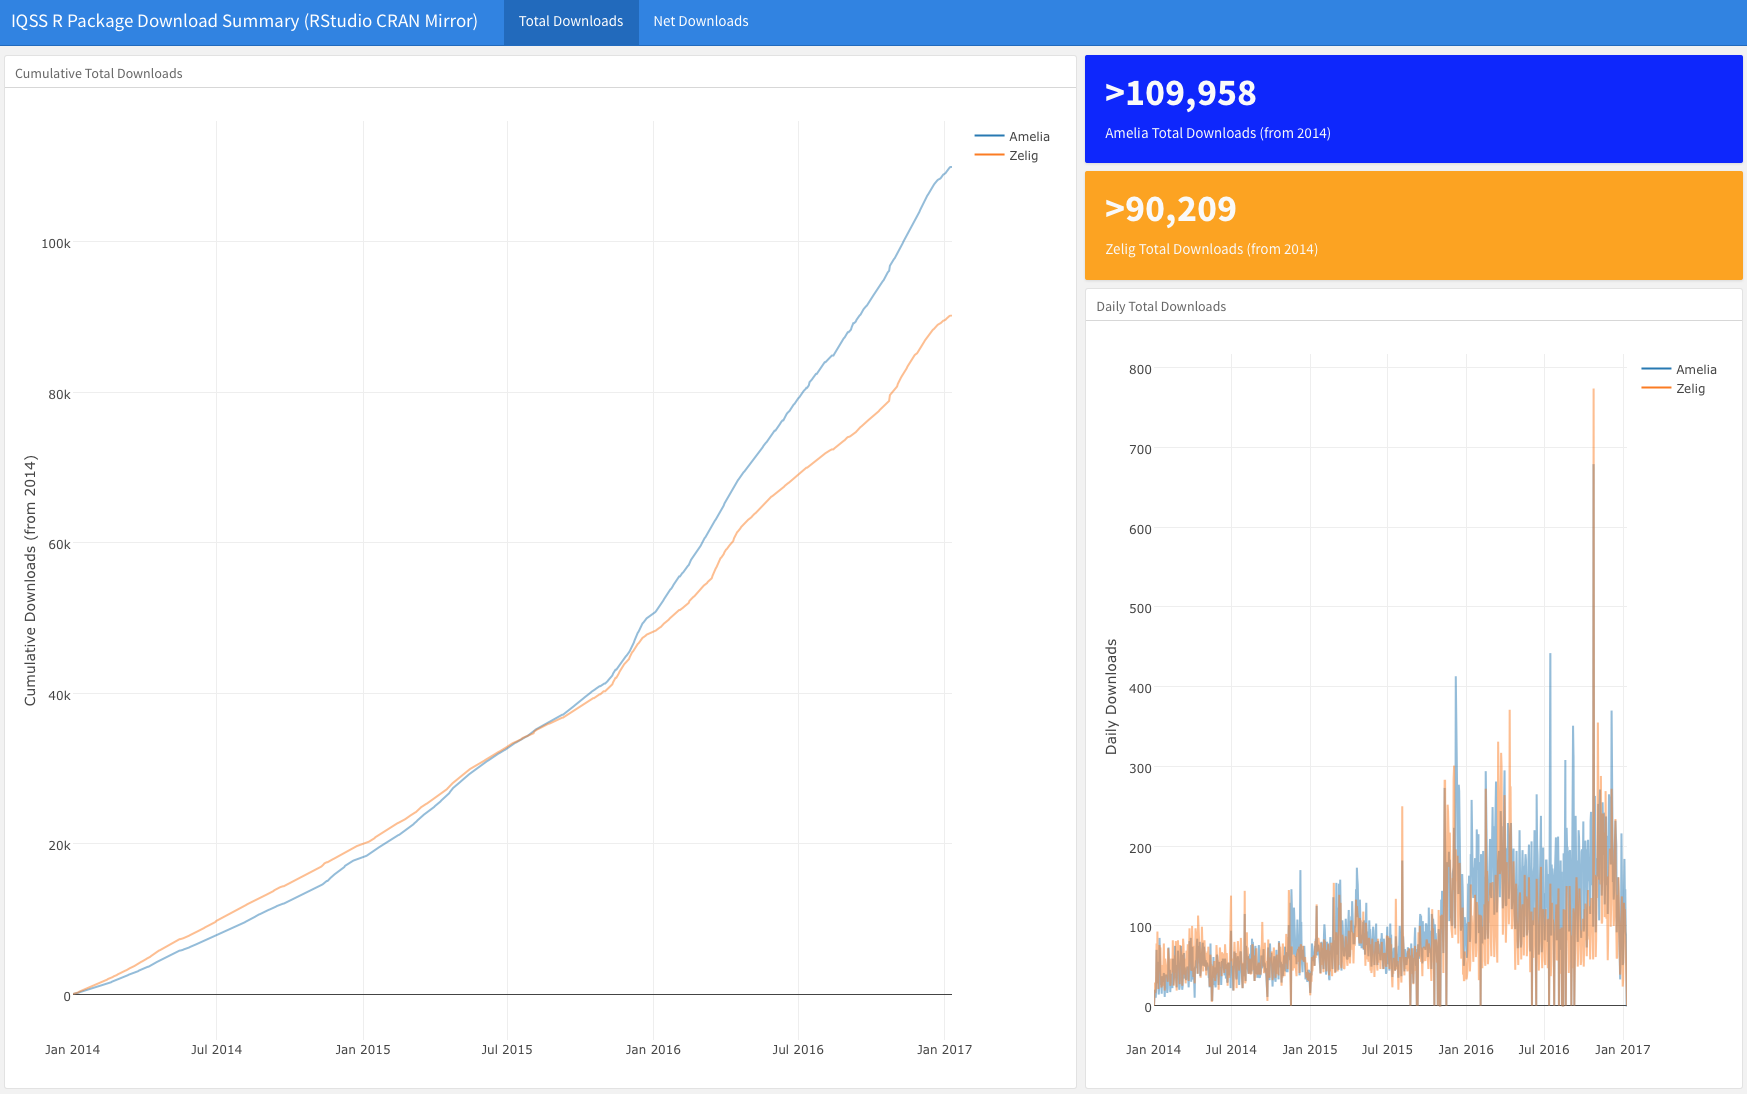 IQSS R Package Download Summary (RStudio CRAN Mirror)
Total Downloads
Net Downloads
Cumulative Total Downloads
Amelia
Zelig
100k
80k
60k
40k
20k
0
Cumulative Downloads (from 2014)
Jan 2014
Jul 2014
Jan 2015
Jul 2015
Jan 2016
Jul 2016
Jan 2017
>109,958
Amelia Total Downloads (from 2014)
>90,209
Zelig Total Downloads (from 2014)
Daily Total Downloads
Amelia
Zelig
800
700
600
500
400
300
200
100
0
Daily Downloads
Jan 2014
Jul 2014
Jan 2015
Jul 2015
Jan 2016
Jul 2016
Jan 2017